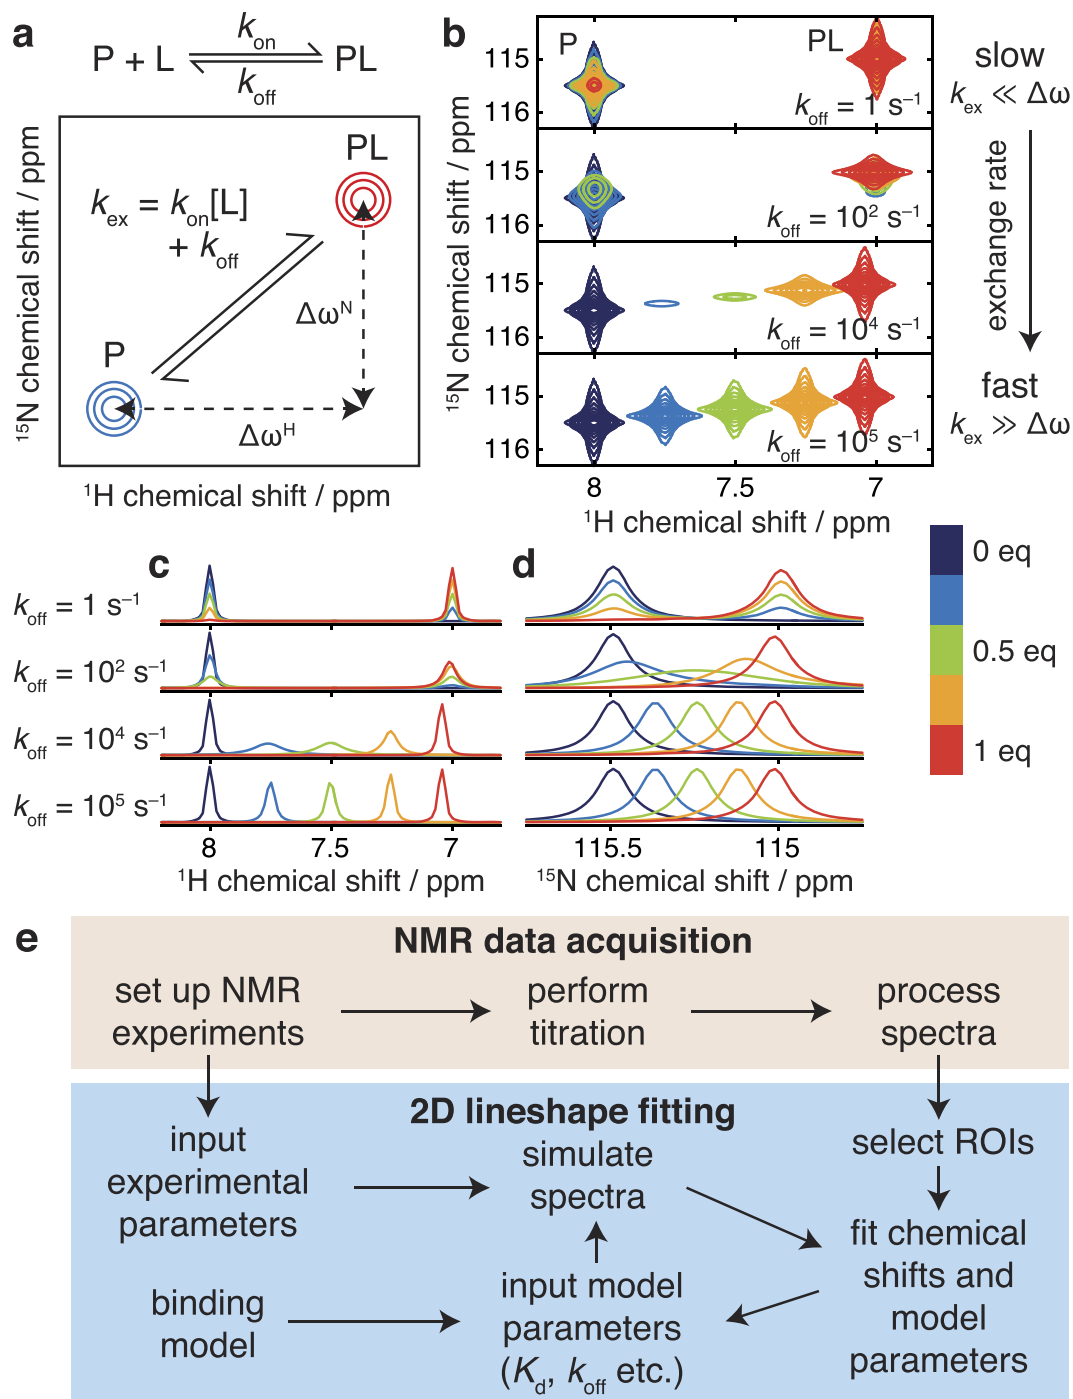 a
P + L
k_on
k_off
PL
¹⁵N chemical shift / ppm
PL
k_ex = k_on[L]
+ k_off
Δω^N
P
Δω^H
¹H chemical shift / ppm
b
¹⁵N chemical shift / ppm
P
PL
115
116
k_off = 1 s⁻¹
115
116
k_off = 10² s⁻¹
115
116
k_off = 10⁴ s⁻¹
115
116
k_off = 10⁵ s⁻¹
8
7.5
7
¹H chemical shift / ppm
slow
k_ex ≪ Δω
exchange rate
fast
k_ex ≫ Δω
c
k_off = 1 s⁻¹
k_off = 10² s⁻¹
k_off = 10⁴ s⁻¹
k_off = 10⁵ s⁻¹
8
7.5
7
¹H chemical shift / ppm
d
115.5
115
¹⁵N chemical shift / ppm
0 eq
0.5 eq
1 eq
e
NMR data acquisition
set up NMR
experiments
perform
titration
process
spectra
2D lineshape fitting
input
experimental
parameters
simulate
spectra
select ROIs
fit chemical
shifts and
model
parameters
binding
model
input model
parameters
(K_d, k_off etc.)